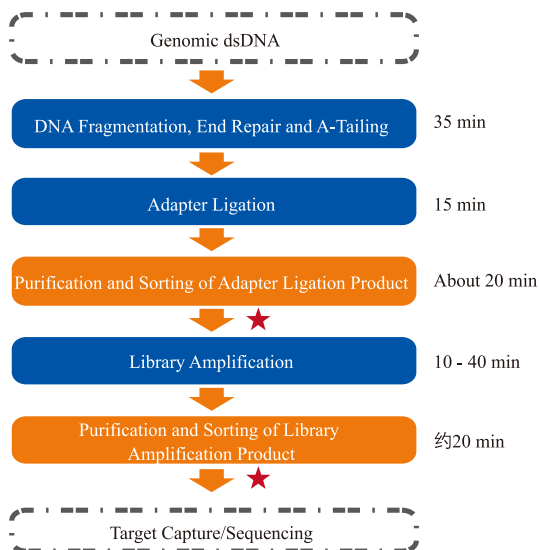 Genomic dsDNA
DNA Fragmentation, End Repair and A-Tailing
35 min
Adapter Ligation
15 min
Purification and Sorting of Adapter Ligation Product
About 20 min
Library Amplification
10 - 40 min
Purification and Sorting of Library
Amplification Product
约20 min
Target Capture/Sequencing